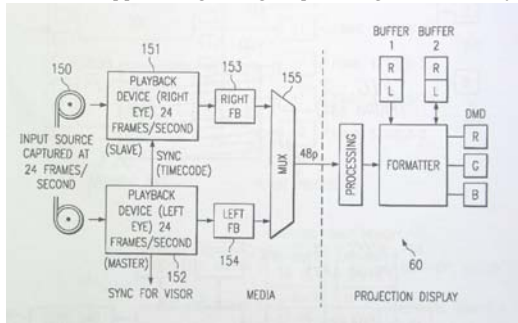 150
INPUT SOURCE
CAPTURED AT
24 FRAMES/
SECOND
151
PLAYBACK
DEVICE (RIGHT
EYE) 24
FRAMES/SECOND
(SLAVE)
SYNC
(TIMECODE)
PLAYBACK
DEVICE (LEFT
EYE) 24
FRAMES/SECOND
(MASTER)
152
SYNC FOR VISOR
153
RIGHT
FB
LEFT
FB
154
155
MUX
48p
MEDIA
PROCESSING
BUFFER
1
R
L
BUFFER
2
R
L
FORMATTER
DMD
R
G
B
60
PROJECTION DISPLAY